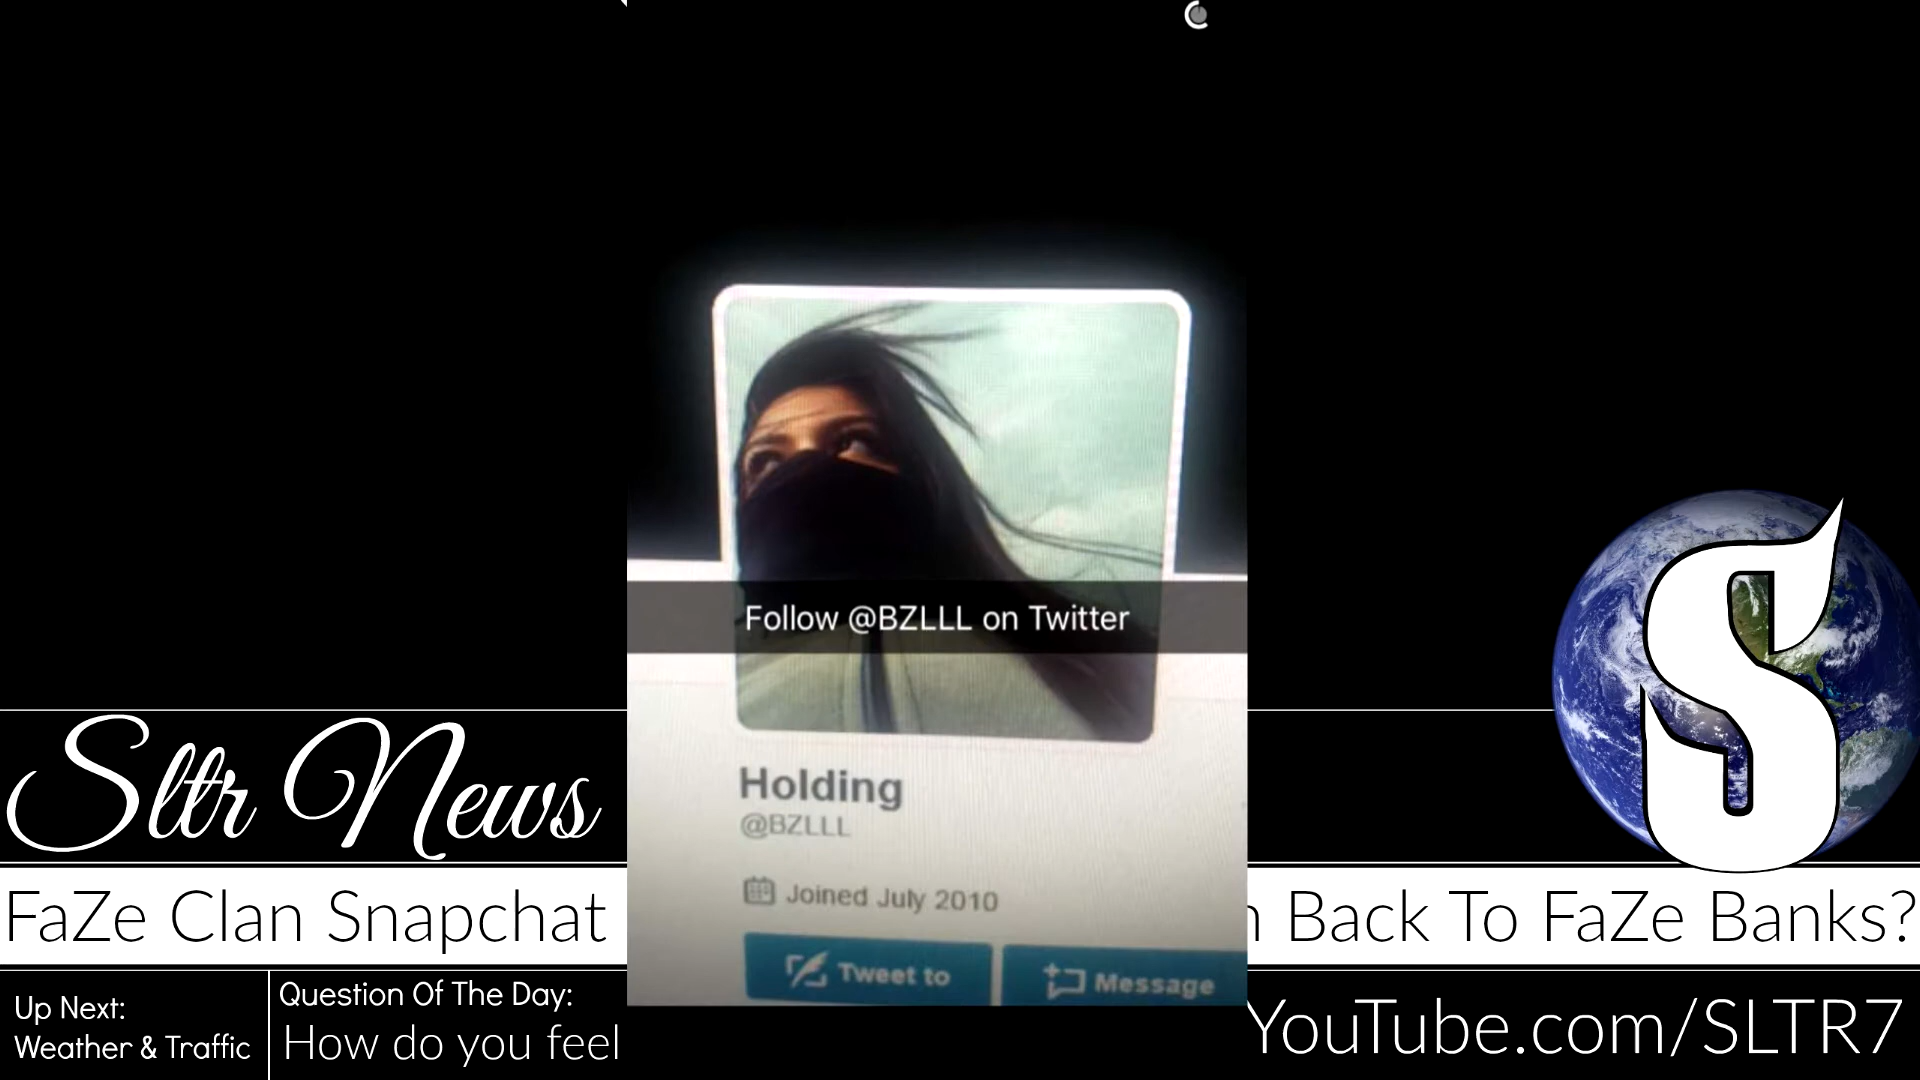 Follow @BZLLL on Twitter
Holding
@BZLLL
Joined July 2010
Tweet to
Message
Sltr News
S
FaZe Clan Snapchat
Back To FaZe Banks?
Up Next:
Weather & Traffic
Question Of The Day:
How do you feel
YouTube.com/SLTR7